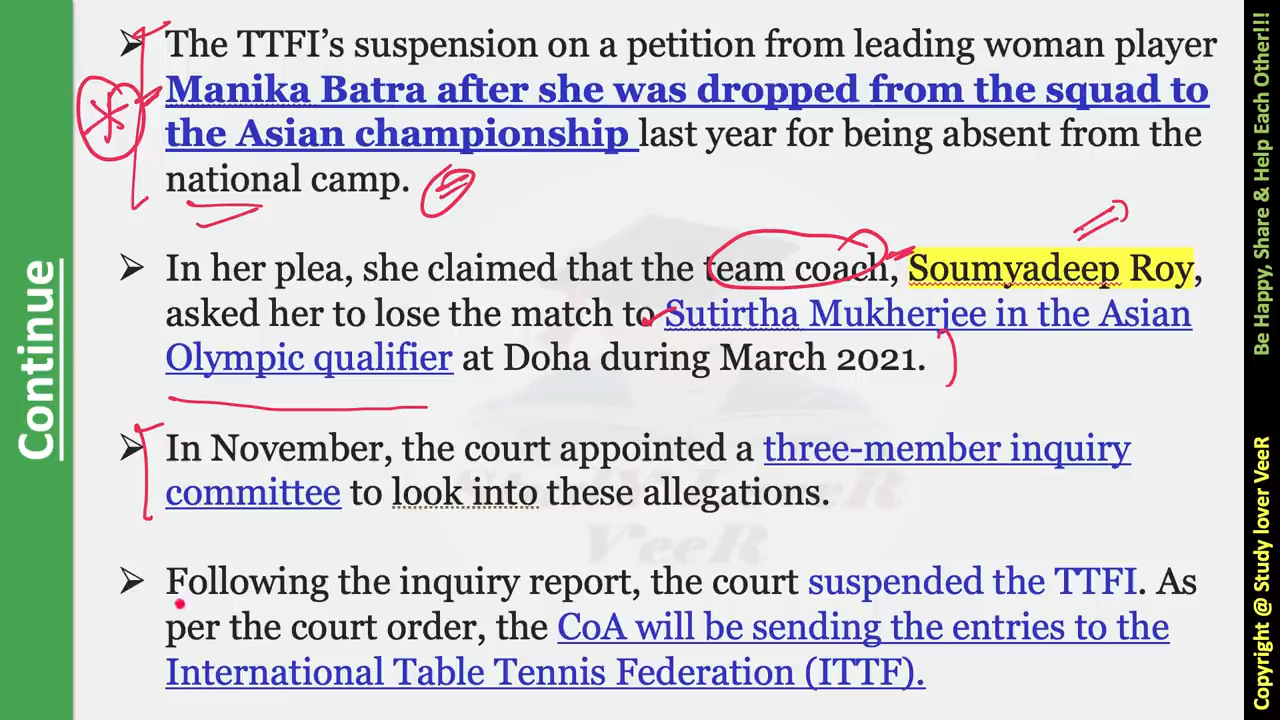 The TTFI’s suspension on a petition from leading woman player
Manika Batra after she was dropped from the squad to
the Asian championship last year for being absent from the
national camp.
In her plea, she claimed that the team coach, Soumyadeep Roy,
asked her to lose the match to Sutirtha Mukherjee in the Asian
Olympic qualifier at Doha during March 2021.
In November, the court appointed a three-member inquiry
committee to look into these allegations.
Following the inquiry report, the court suspended the TTFI. As
per the court order, the CoA will be sending the entries to the
International Table Tennis Federation (ITTF).
Continue
Be Happy, Share & Help Each Other!!!
Copyright @ Study lover VeeR
VeeR